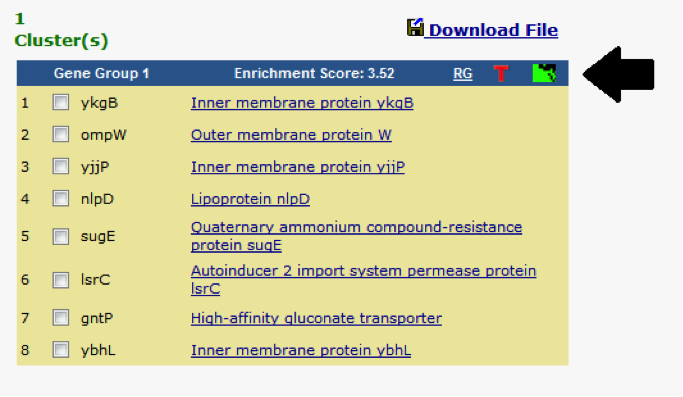 1
Cluster(s)
Download File
Gene Group 1 Enrichment Score: 3.52 RG T
1 ykgB Inner membrane protein ykgB
2 ompW Outer membrane protein W
3 yjjP Inner membrane protein yjjP
4 nlpD Lipoprotein nlpD
5 sugE Quaternary ammonium compound-resistance
protein sugE
6 lsrC Autoinducer 2 import system permease protein
lsrC
7 gntP High-affinity gluconate transporter
8 ybhL Inner membrane protein ybhL